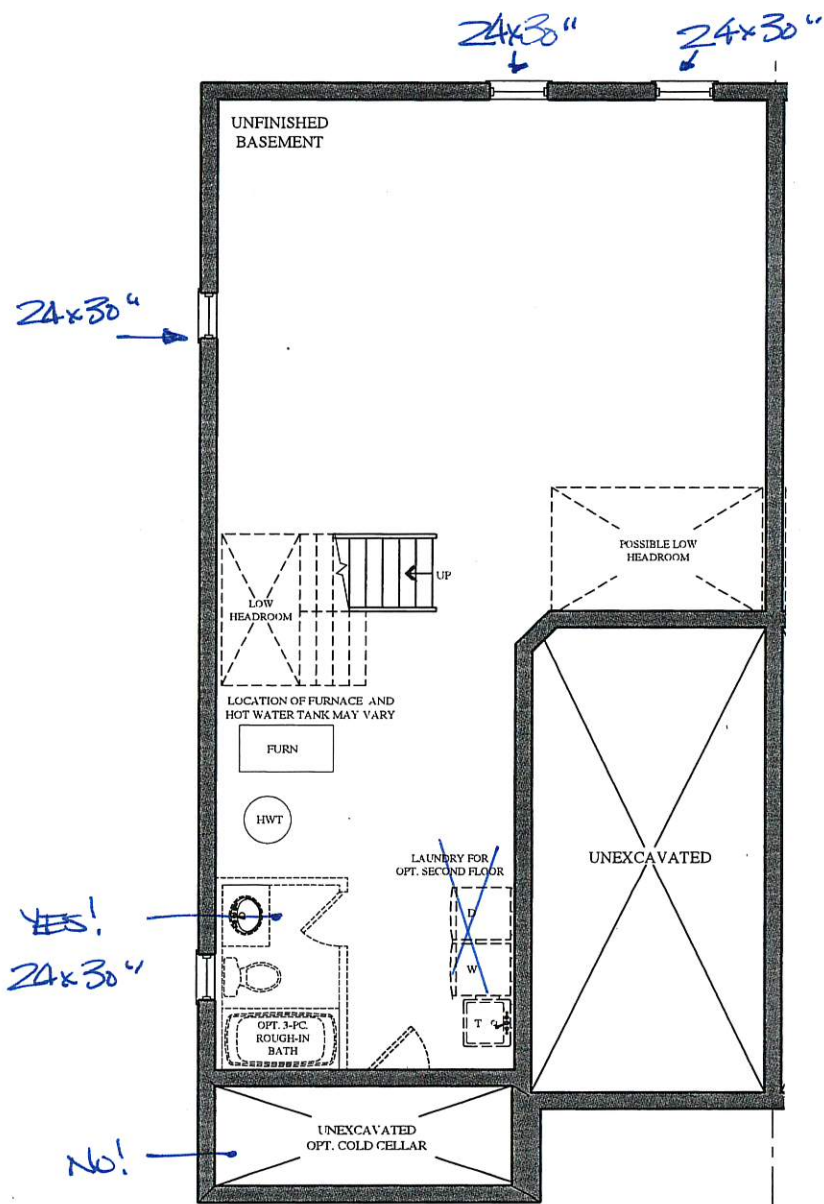 24x30"
24x30"
UNFINISHED
BASEMENT
24x30"
POSSIBLE LOW
HEADROOM
UP
LOW
HEADROOM
LOCATION OF FURNACE AND
HOT WATER TANK MAY VARY
FURN
HWT
LAUNDRY FOR
OPT. SECOND FLOOR
UNEXCAVATED
D
YES!
W
24x30"
T
OPT. 3-PC.
ROUGH-IN
BATH
UNEXCAVATED
OPT. COLD CELLAR
No!